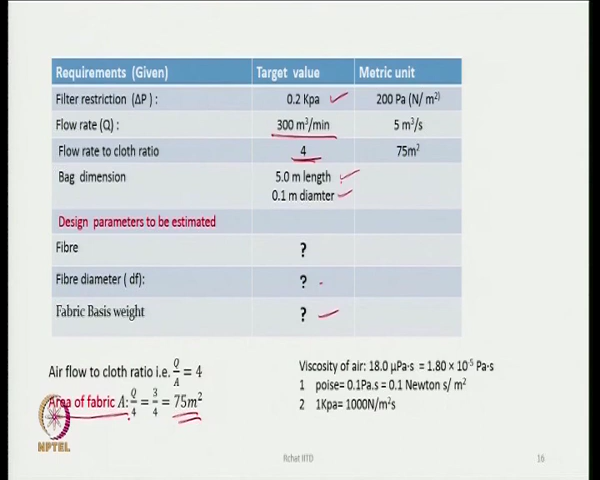 Requirements (Given) Target value Metric unit
Filter restriction (ΔP ) : 0.2 Kpa 200 Pa (N/ m²)
Flow rate (Q) : 300 m³/min 5 m³/s
Flow rate to cloth ratio 4 75m²
Bag dimension 5.0 m length
0.1 m diamter
Design parameters to be estimated
Fibre ?
Fibre diameter ( df): ?
Fabric Basis weight ?
Air flow to cloth ratio i.e. Q/A = 4
Area of fabric A: Q/4 = 3/4 = 75m²
Viscosity of air: 18.0 μPa·s = 1.80 × 10⁻⁵ Pa·s
1 poise= 0.1Pa.s = 0.1 Newton s/ m²
2 1Kpa= 1000N/m²s
NPTEL
Rchat IITD
16